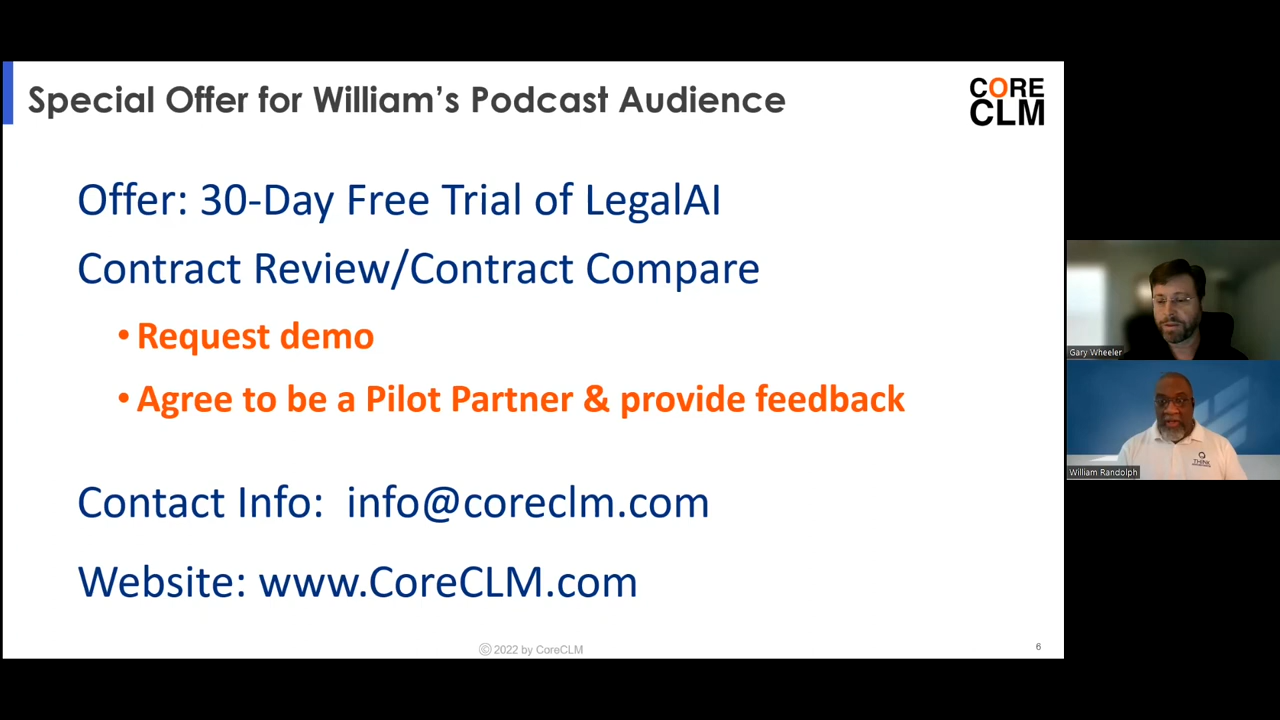 Special Offer for William's Podcast Audience
CORE
CLM
Offer: 30-Day Free Trial of LegalAI
Contract Review/Contract Compare
• Request demo
• Agree to be a Pilot Partner & provide feedback
Contact Info: info@coreclm.com
Website: www.CoreCLM.com
© 2022 by CoreCLM
6
Gary Wheeler
THINK
William Randolph